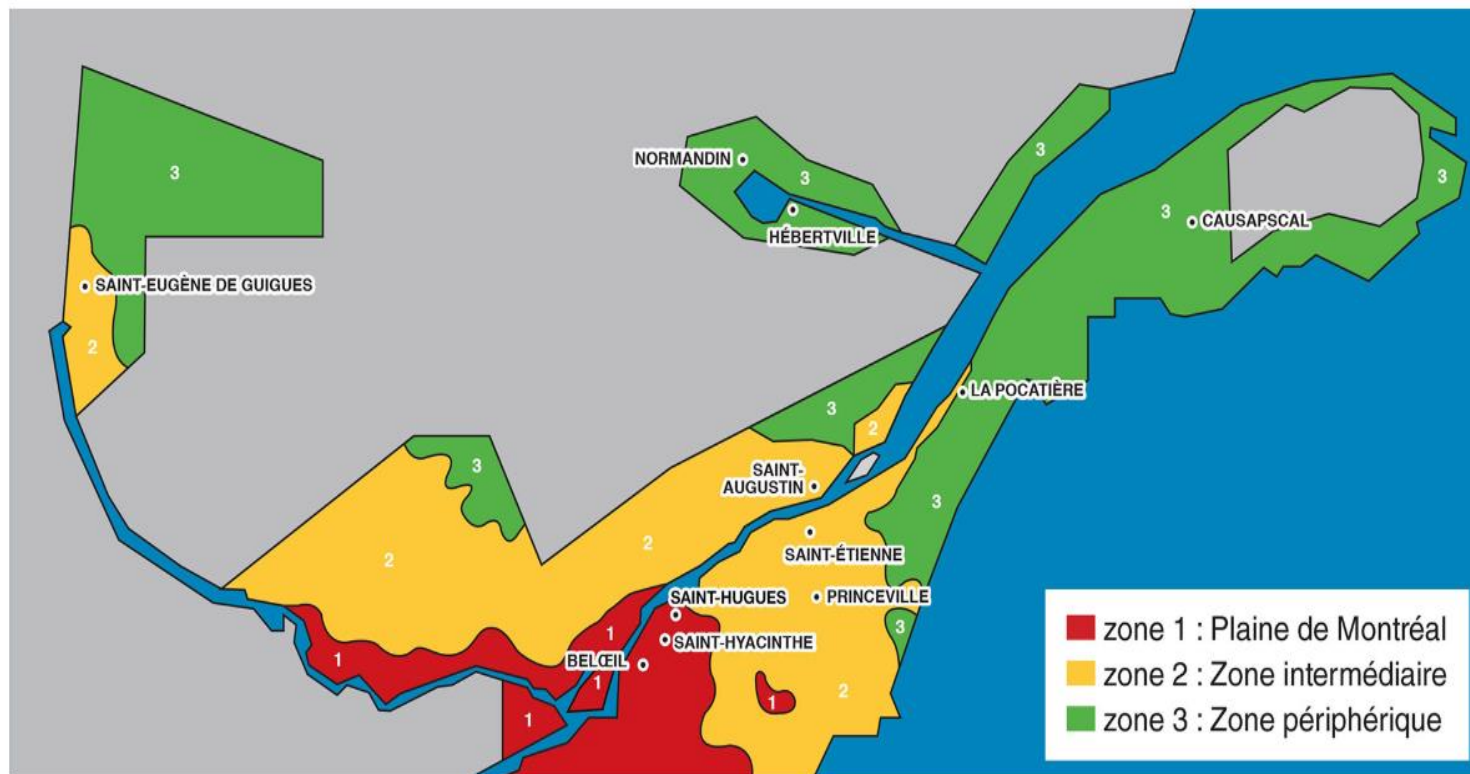 3
NORMANDIN
3
3
3
3
CAUSAPSCAL
HÉBERTVILLE
SAINT-EUGÈNE DE GUIGUES
2
LA POCATIÈRE
3
2
3
SAINT-
AUGUSTIN
3
2
2
SAINT-ÉTIENNE
PRINCEVILLE
SAINT-HUGUES
3
1
SAINT-HYACINTHE
BELŒIL
1
1
2
1
1
zone 1 : Plaine de Montréal
zone 2 : Zone intermédiaire
zone 3 : Zone périphérique